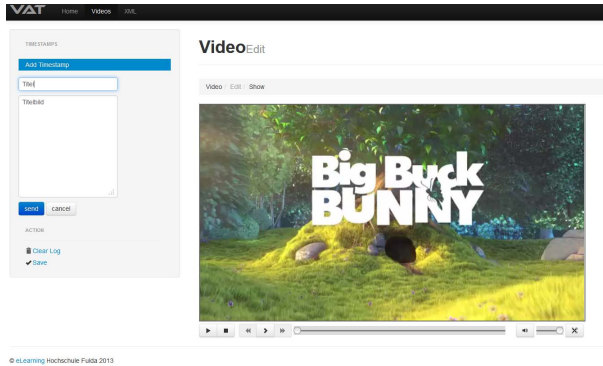 VAT Home Videos XML
TIMESTAMPS
Add Timestamp
Titel
Titelbild
send cancel
ACTION
Clear Log
Save
VideoEdit
Video / Edit / Show
Big Buck
BUNNY
© eLearning Hochschule Fulda 2013